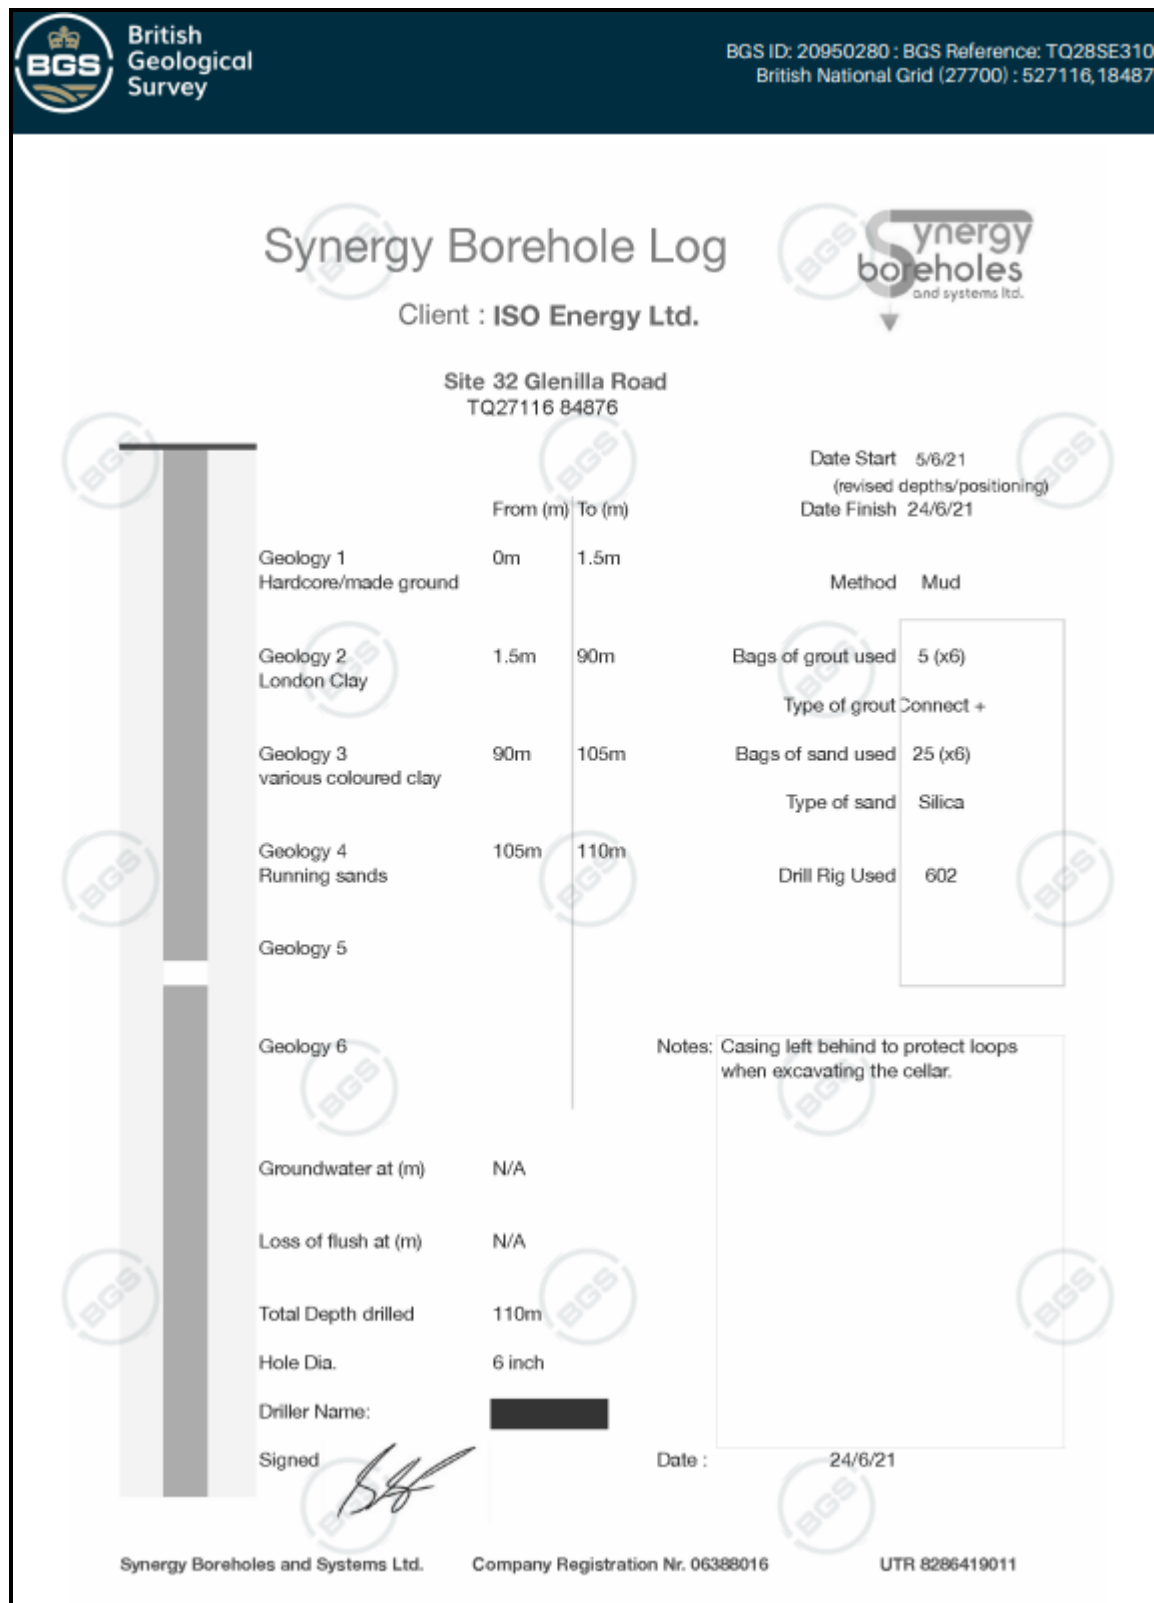 BGS
British
Geological
Survey
BGS ID: 20950280 : BGS Reference: TQ28SE310
British National Grid (27700) : 527116,18487
Synergy Borehole Log
Synergy
boreholes
and systems ltd.
Client : ISO Energy Ltd.
Site 32 Glenilla Road
TQ27116 84876
Date Start 5/6/21
(revised depths/positioning)
From (m) To (m) Date Finish 24/6/21
Geology 1 0m 1.5m
Hardcore/made ground Method Mud
Geology 2 1.5m 90m Bags of grout used 5 (x6)
London Clay
Type of grout Connect +
Geology 3 90m 105m Bags of sand used 25 (x6)
various coloured clay
Type of sand Silica
Geology 4 105m 110m
Running sands Drill Rig Used 602
Geology 5
Geology 6 Notes: Casing left behind to protect loops
when excavating the cellar.
Groundwater at (m) N/A
Loss of flush at (m) N/A
Total Depth drilled 110m
Hole Dia. 6 inch
Driller Name:
Signed Date : 24/6/21
Synergy Boreholes and Systems Ltd. Company Registration Nr. 06388016 UTR 8286419011